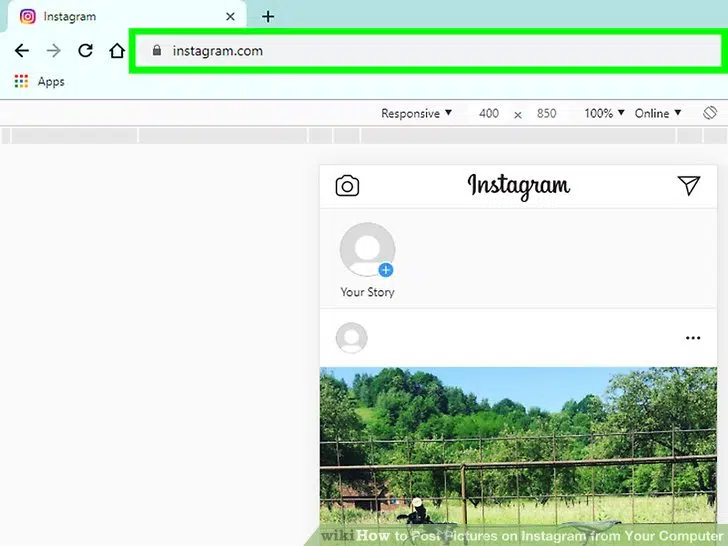 Instagram
instagram.com
Apps
Responsive 400 x 850 100% Online
Instagram
Your Story
wikiHow to Post Pictures on Instagram from Your Computer